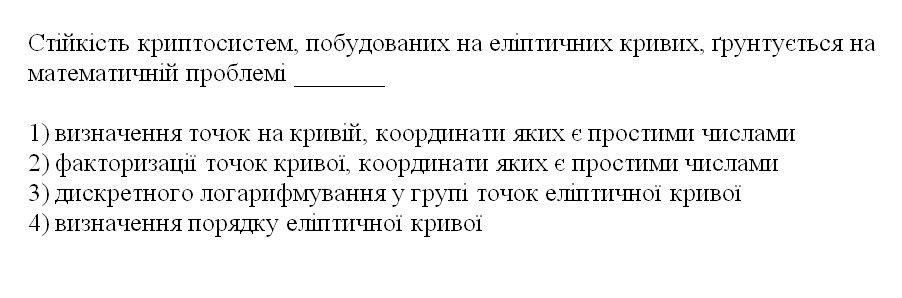 Стійкість криптосистем, побудованих на еліптичних кривих, ґрунтується на
математичній проблемі _______
1) визначення точок на кривій, координати яких є простими числами
2) факторизації точок кривої, координати яких є простими числами
3) дискретного логарифмування у групі точок еліптичної кривої
4) визначення порядку еліптичної кривої